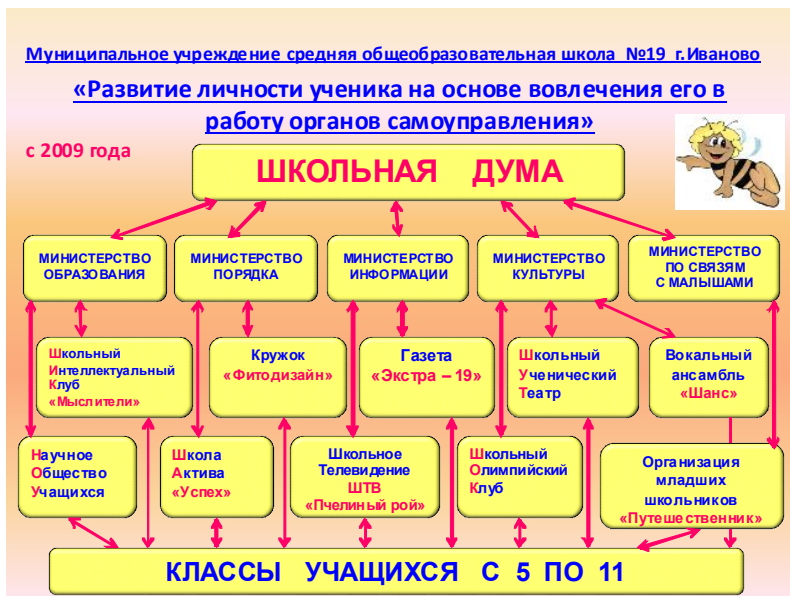 Муниципальное учреждение средняя общеобразовательная школа №19 г.Иваново
«Развитие личности ученика на основе вовлечения его в
работу органов самоуправления»
с 2009 года
ШКОЛЬНАЯ ДУМА
МИНИСТЕРСТВО
ОБРАЗОВАНИЯ
МИНИСТЕРСТВО
ПОРЯДКА
МИНИСТЕРСТВО
ИНФОРМАЦИИ
МИНИСТЕРСТВО
КУЛЬТУРЫ
МИНИСТЕРСТВО
ПО СВЯЗЯМ
С МАЛЫШАМИ
Школьный
Интеллектуальный
Клуб
«Мыслители»
Кружок
«Фитодизайн»
Газета
«Экстра – 19»
Школьный
Ученический
Театр
Вокальный
ансамбль
«Шанс»
Научное
Общество
Учащихся
Школа
Актива
«Успех»
Школьное
Телевидение
ШТВ
«Пчелиный рой»
Школьный
Олимпийский
Клуб
Организация
младших
школьников
«Путешественник»
КЛАССЫ УЧАЩИХСЯ С 5 ПО 11